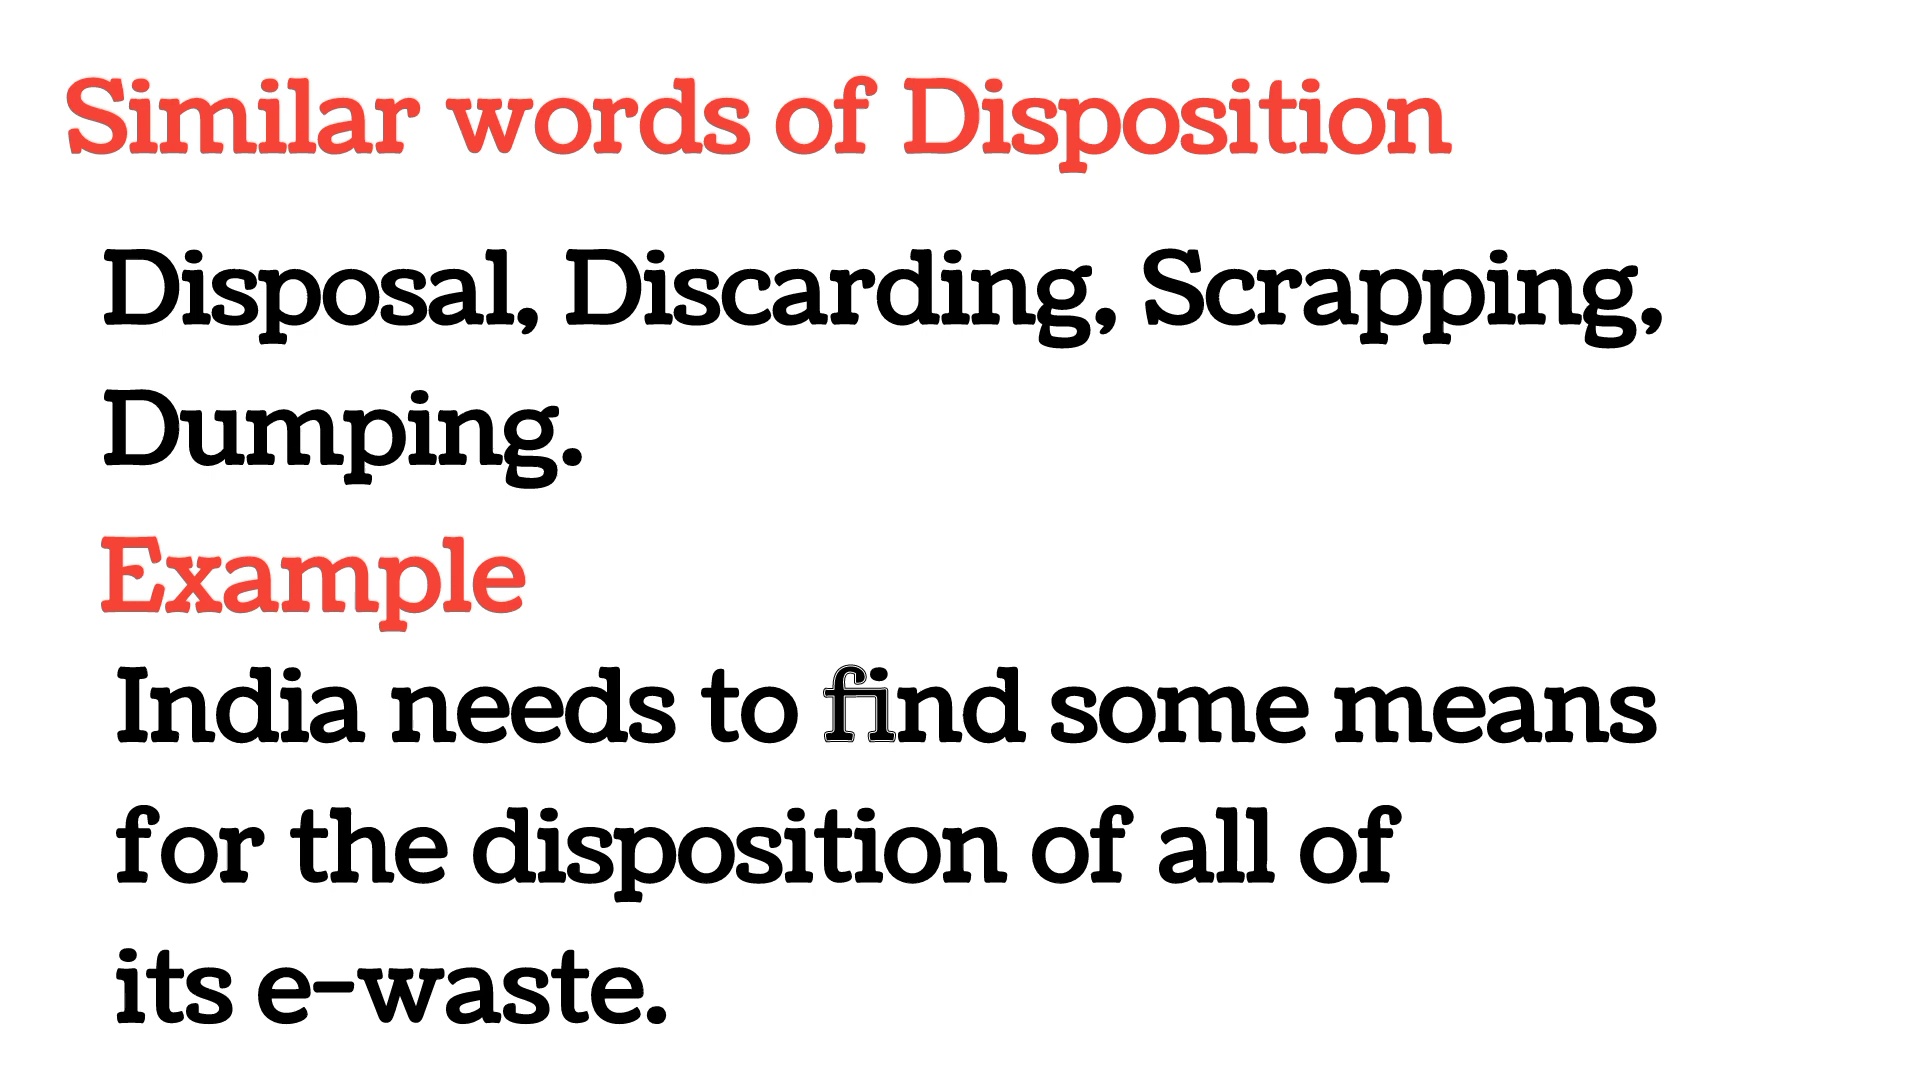 Similar words of Disposition
Disposal, Discarding, Scrapping,
Dumping.
Example
India needs to find some means
for the disposition of all of
its e-waste.